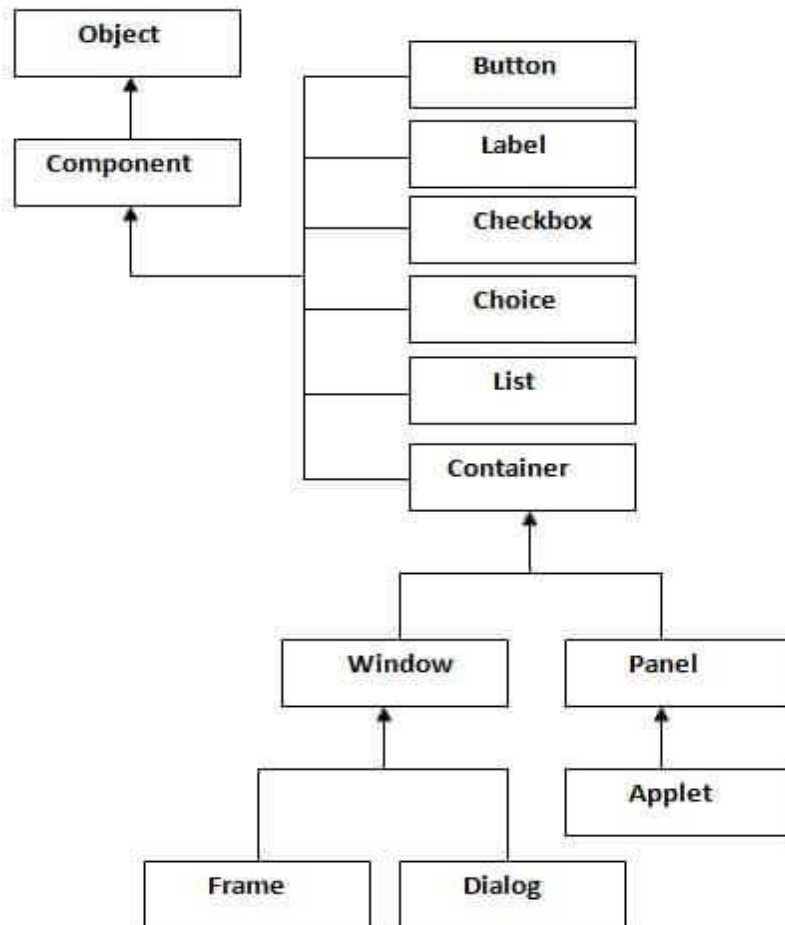 Object
Button
Label
Component
Checkbox
Choice
List
Container
Window
Panel
Applet
Frame
Dialog